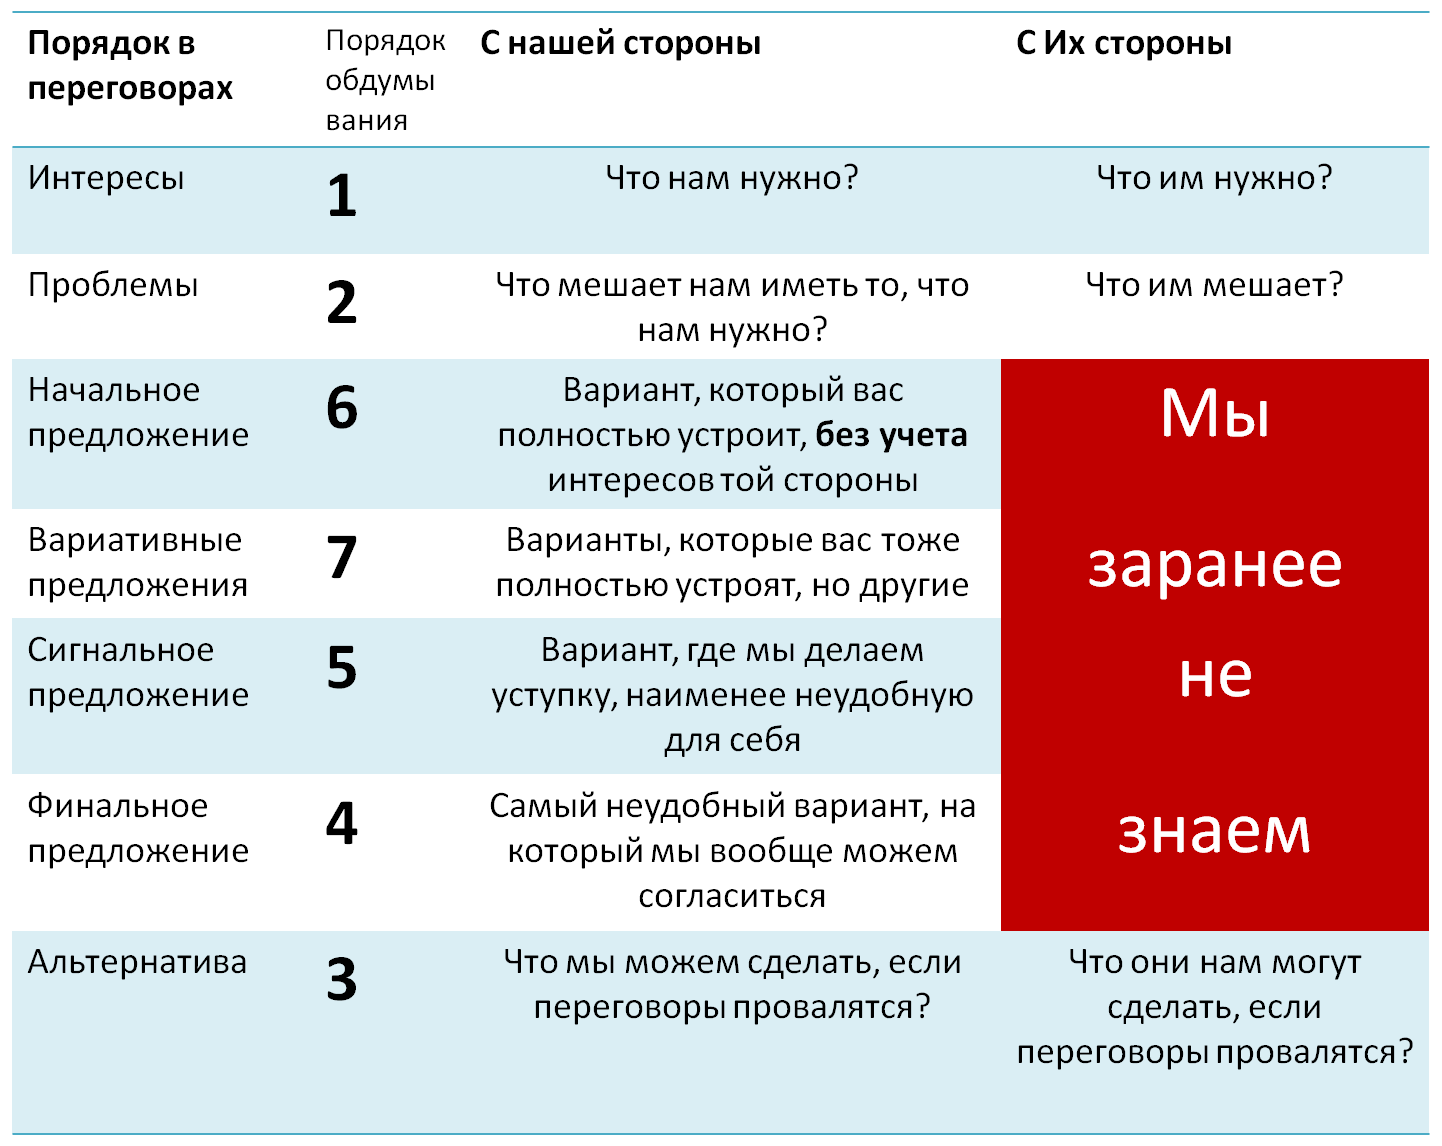 Порядок в
переговорах
Порядок
обдумы
вания
С нашей стороны
С Их стороны
Интересы
1
Что нам нужно?
Что им нужно?
Проблемы
2
Что мешает нам иметь то, что
нам нужно?
Что им мешает?
Начальное
предложение
6
Вариант, который вас
полностью устроит, без учета
интересов той стороны
Мы
Вариативные
предложения
7
Варианты, которые вас тоже
полностью устроят, но другие
заранее
Сигнальное
предложение
5
Вариант, где мы делаем
уступку, наименее неудобную
для себя
не
Финальное
предложение
4
Самый неудобный вариант, на
который мы вообще можем
согласиться
знаем
Альтернатива
3
Что мы можем сделать, если
переговоры провалятся?
Что они нам могут
сделать, если
переговоры провалятся?